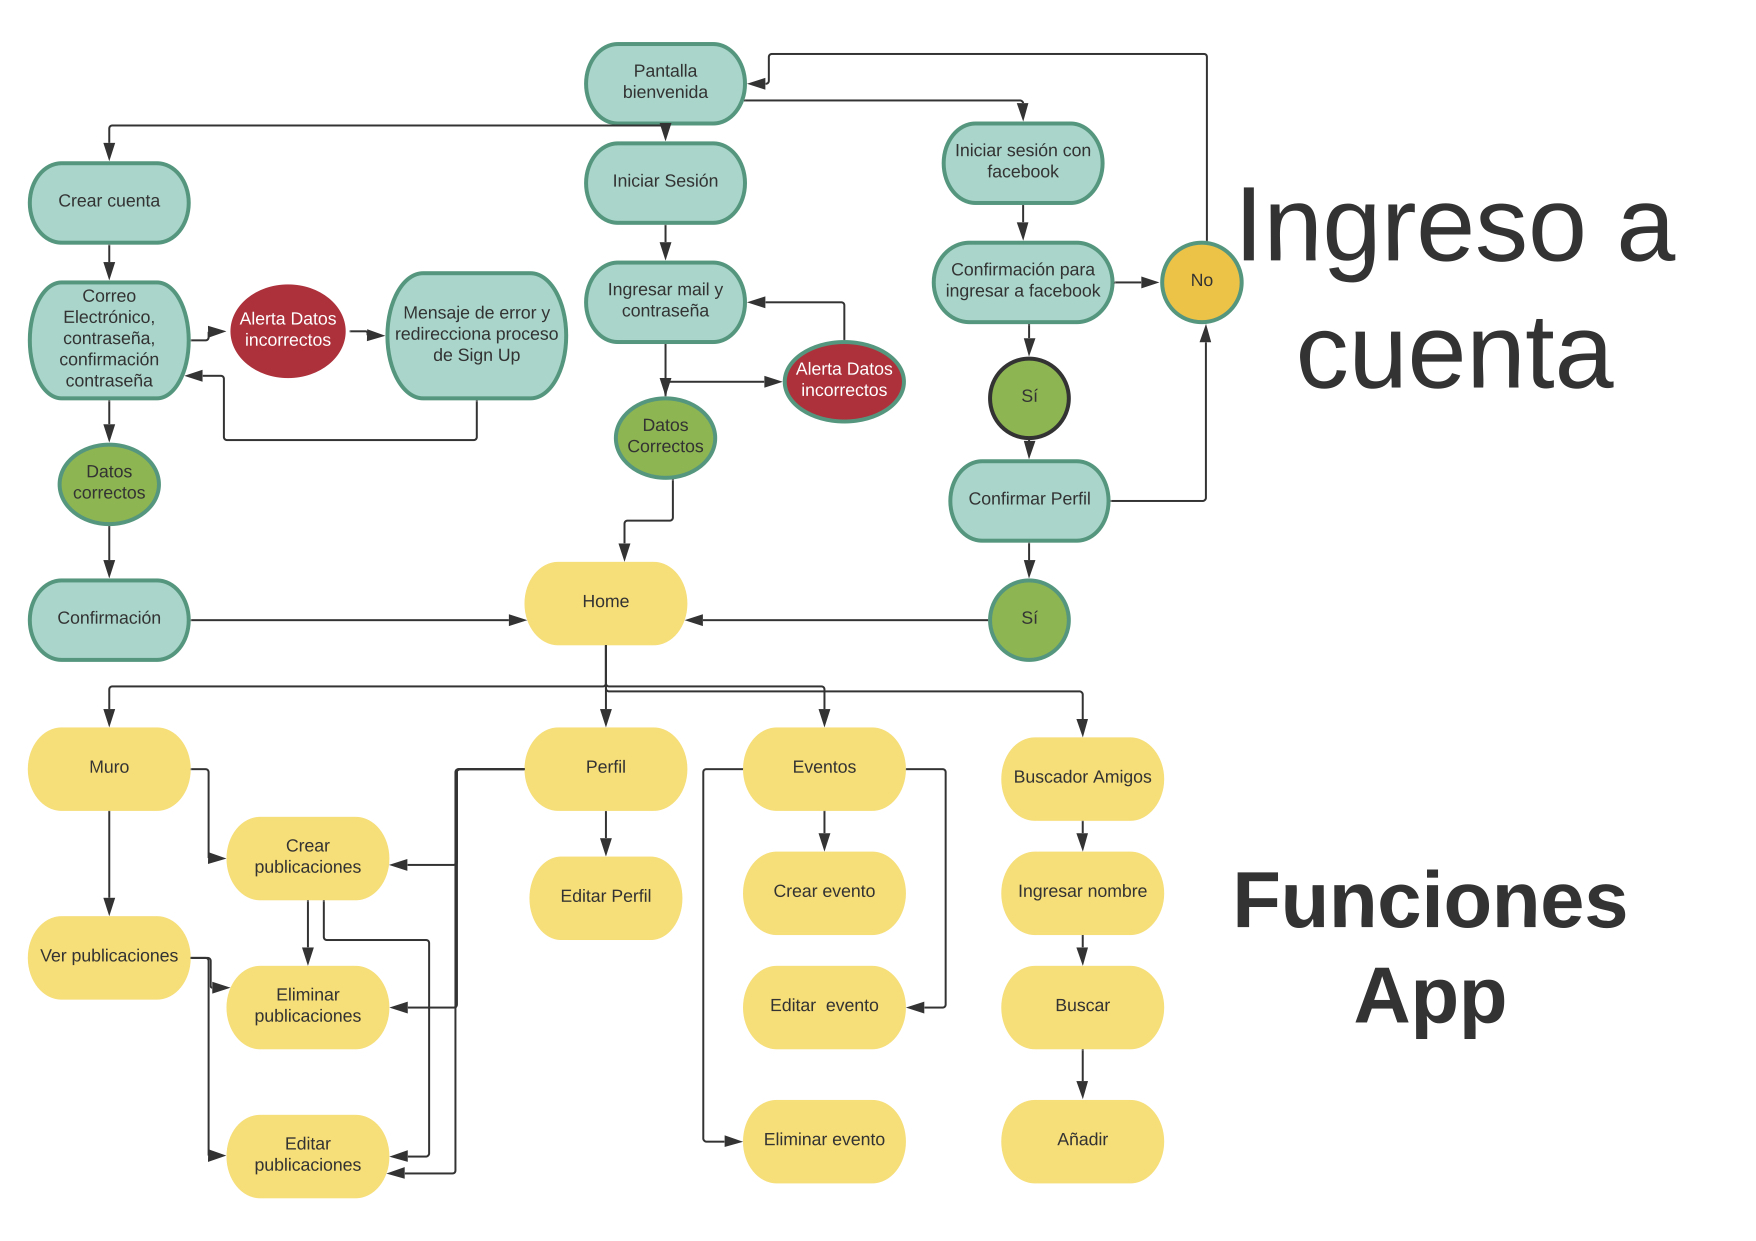 Pantalla
bienvenida
Iniciar sesión con
facebook
Iniciar Sesión
Crear cuenta
Ingreso a
cuenta
Confirmación para
ingresar a facebook
No
Ingresar mail y
contraseña
Correo
Electrónico,
contraseña,
confirmación
contraseña
Alerta Datos
incorrectos
Mensaje de error y
redirecciona proceso
de Sign Up
Alerta Datos
incorrectos
Sí
Datos
Correctos
Datos
correctos
Confirmar Perfil
Home
Confirmación
Sí
Muro
Perfil
Eventos
Buscador Amigos
Crear
publicaciones
Editar Perfil
Crear evento
Ingresar nombre
Funciones
App
Ver publicaciones
Eliminar
publicaciones
Editar  evento
Buscar
Editar
publicaciones
Eliminar evento
Añadir